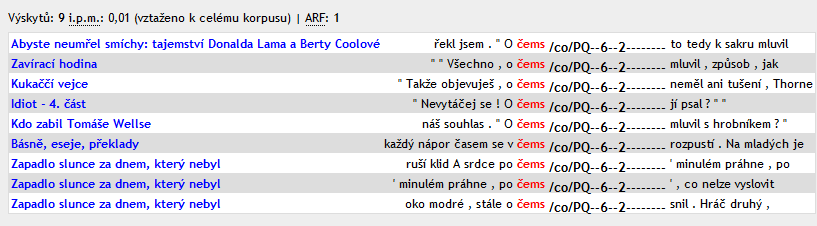 Výskytů: 9 i.p.m.: 0,01 (vztaženo k celému korpusu) | ARF: 1
Abyste neumřel smíchy: tajemství Donalda Lama a Berty Coolové řekl jsem . " O čems /co/PQ--6--2-------- to tedy k sakru mluvil
Zavírací hodina " " Všechno , o čems /co/PQ--6--2-------- mluvil , způsob , jak
Kukaččí vejce " Takže objevuješ , o čems /co/PQ--6--2-------- neměl ani tušení , Thorne
Idiot - 4. část " Nevytáčej se ! O čems /co/PQ--6--2-------- jí psal ? " "
Kdo zabil Tomáše Wellse náš souhlas . " O čems /co/PQ--6--2-------- mluvil s hrobníkem ? "
Básně, eseje, překlady každý nápor časem se v čems /co/PQ--6--2-------- rozpustí . Na mladých je
Zapadlo slunce za dnem, který nebyl ruší klid A srdce po čems /co/PQ--6--2-------- ' minulém práhne , po
Zapadlo slunce za dnem, který nebyl ' minulém práhne , po čems /co/PQ--6--2-------- ' , co nelze vyslovit
Zapadlo slunce za dnem, který nebyl oko modré , stále o čems /co/PQ--6--2-------- snil . Hráč druhý ,